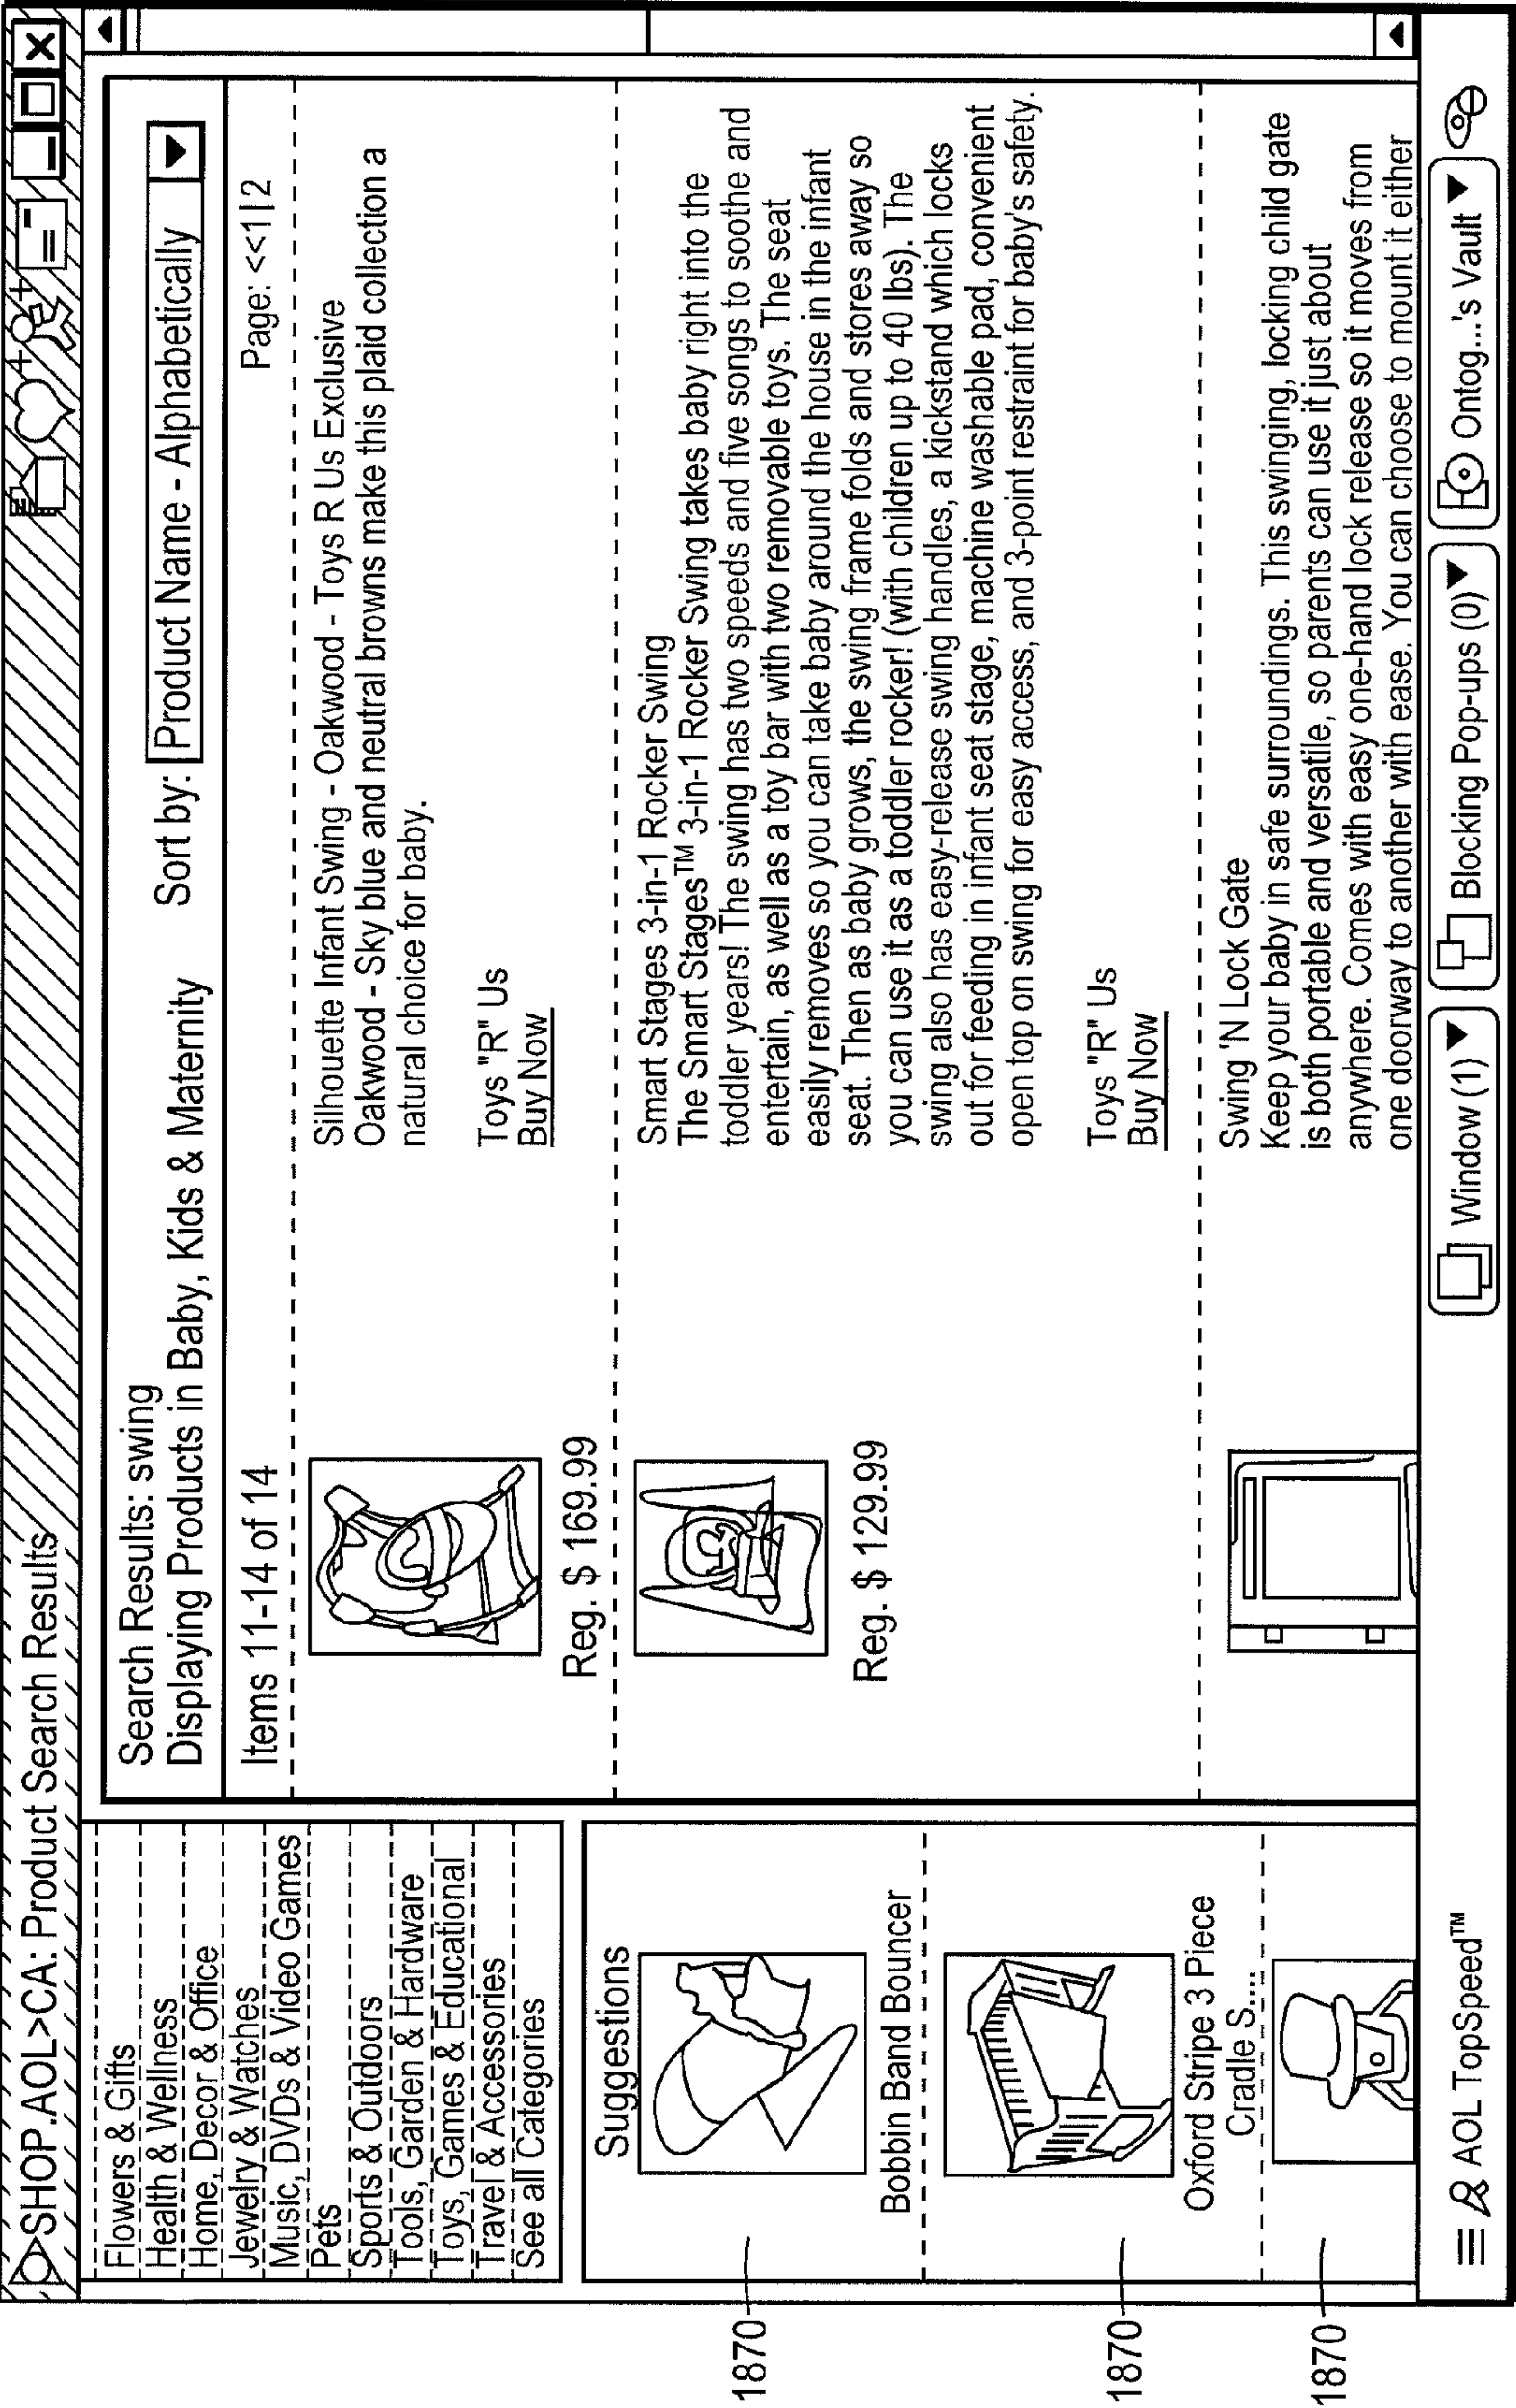 SHOP.AOL>CA: Product Search Results
Flowers & Gifts
Health & Wellness
Home, Decor & Office
Jewelry & Watches
Music, DVDs & Video Games
Pets
Sports & Outdoors
Tools, Garden & Hardware
Toys, Games & Educational
Travel & Accessories
See all Categories
Suggestions
Bobbin Band Bouncer
Oxford Stripe 3 Piece
Cradle S....
1870
1870
1870
Search Results: swing
Displaying Products in Baby, Kids & Maternity Sort by: Product Name - Alphabetically
Items 11-14 of 14 Page: <<1|2
Silhouette Infant Swing - Oakwood - Toys R Us Exclusive
Oakwood - Sky blue and neutral browns make this plaid collection a
natural choice for baby.
Toys "R" Us
Buy Now
Reg. $ 169.99
Smart Stages 3-in-1 Rocker Swing
The Smart Stages™ 3-in-1 Rocker Swing takes baby right into the
toddler years! The swing has two speeds and five songs to soothe and
entertain, as well as a toy bar with two removable toys. The seat
easily removes so you can take baby around the house in the infant
seat. Then as baby grows, the swing frame folds and stores away so
you can use it as a toddler rocker! (with children up to 40 lbs). The
swing also has easy-release swing handles, a kickstand which locks
out for feeding in infant seat stage, machine washable pad, convenient
open top on swing for easy access, and 3-point restraint for baby's safety.
Toys "R" Us
Buy Now
Reg. $ 129.99
Swing 'N Lock Gate
Keep your baby in safe surroundings. This swinging, locking child gate
is both portable and versatile, so parents can use it just about
anywhere. Comes with easy one-hand lock release so it moves from
one doorway to another with ease. You can choose to mount it either
AOL TopSpeed™ Window (1) Blocking Pop-ups (0) Ontog...'s Vault